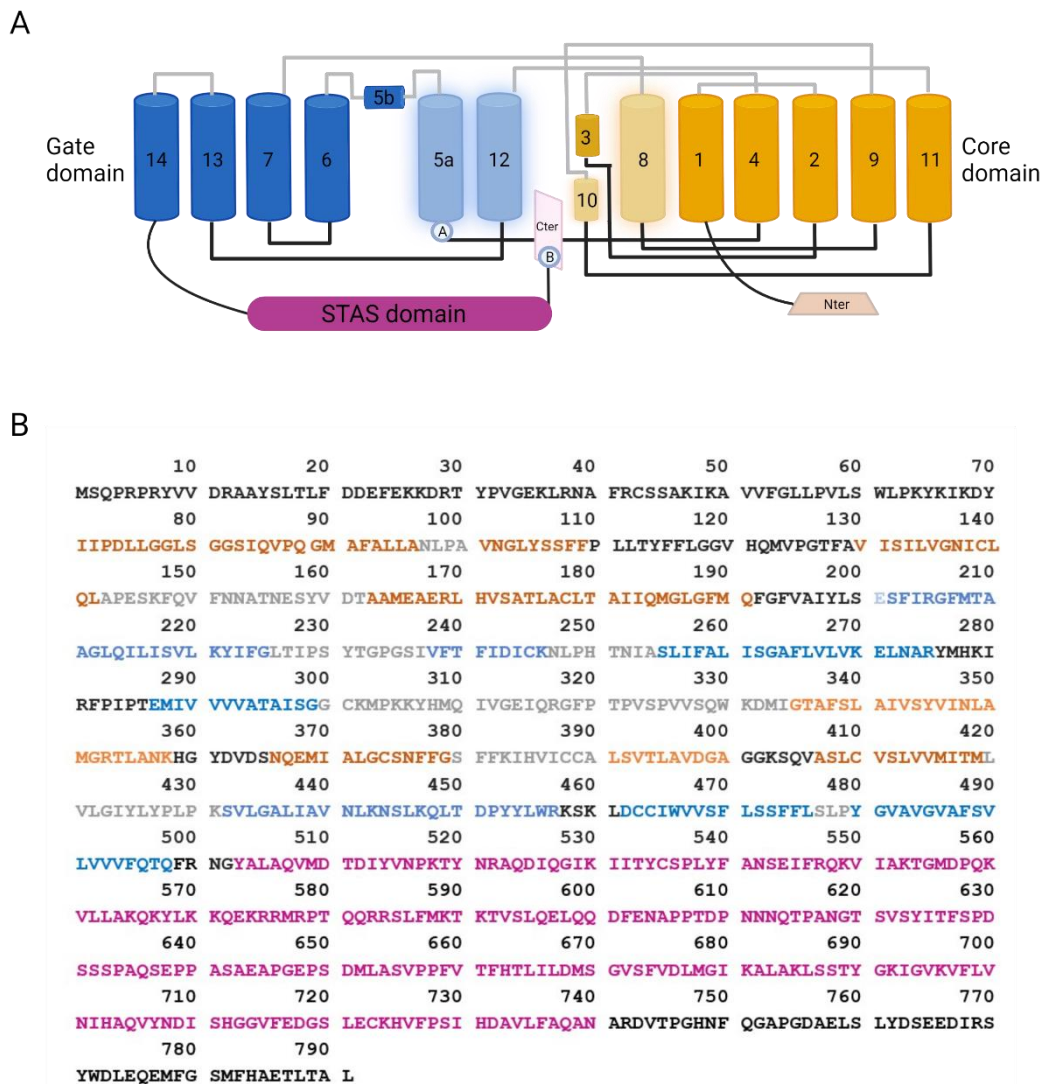 A
Gate domain
14
13
7
6
5b
5a
12
3
10
8
1
4
2
9
11
Core domain
A
Cter
B
STAS domain
Nter
B
10 20 30 40 50 60 70
MSQPRPRYVV DRAAYSLTLF DDEFEKKDRT YPVGEKLRNA FRCSSAKIKA VVFGLLPVLS WLPKYKIKDY
80 90 100 110 120 130 140
IIPDLLGGLS GGSIQVPQGM AFALLANLPA VNGLYSSFFP LLTYFFLGGV HQMVPGTFAV ISILVGNICL
150 160 170 180 190 200 210
QLAPESKFQV FNNATNESYV DTAAMEAERL HVSATLACLT AIIQMGLGFM QFGFVAIYLS ESFIRGFMTA
220 230 240 250 260 270 280
AGLQILISVL KYIFGLTIPS YTGPGSIVFT FIDICKNLPH TNIASLIFAL ISGAFLVLVK ELNARYMHKI
290 300 310 320 330 340 350
RFPIPTEMIV VVVATAISGG CKMPKKYHMQ IVGEIQRGFP TPVSPVVSQW KDMIGTAFSL AIVSYVINLA
360 370 380 390 400 410 420
MGRTLANKHG YDVDSNQEMI ALGCSNFFGS FFKIHVICCA LSVTLAVDGA GGKSQVASLC VSLVVMITML
430 440 450 460 470 480 490
VLGIYLYPLP KSVLGALIAV NLKNSLKQLT DPYYLWRKSK LDCCIWVVSF LSSFFLSLPY GVAVGVAFSV
500 510 520 530 540 550 560
LVVVFQTQFR NGYALAQVMD TDIYVNPKTY NRAQDIQGIK IITYCSPLYF ANSEIFRQKV IAKTGMDPQK
570 580 590 600 610 620 630
VLLAKQKYLK KQEKRRMRPT QQRRSLFMKT KTVSLQELQQ DFENAPPTDP NNNQTPANGT SVSYITFSPD
640 650 660 670 680 690 700
SSSPAQSEPP ASAEAPGEPS DMLASVPPFV TFHTLILDMS GVSFVDLMGI KALAKLSSTY GKIGVKVFLV
710 720 730 740 750 760 770
NIHAQVYNDI SHGGVFEDGS LECKHVFPSI HDAVLFAQAN ARDVTPGHNF QGAPGDAELS LYDSEEDIRS
780 790
YWDLEQEMFG SMFHAETLTA L